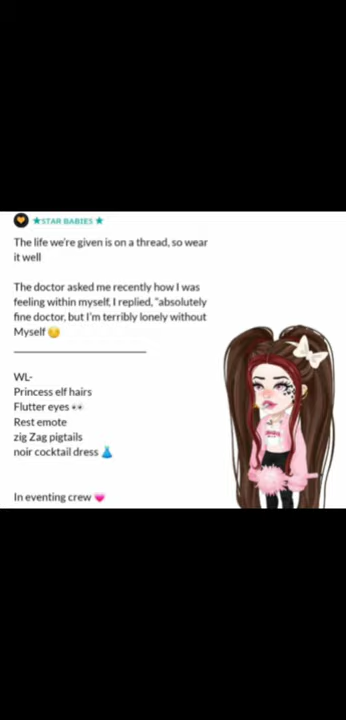 ★STAR BABIES ★
The life we're given is on a thread, so wear
it well
The doctor asked me recently how I was
feeling within myself, I replied, "absolutely
fine doctor, but I'm terribly lonely without
Myself 😔
WL-
Princess elf hairs
Flutter eyes 👀
Rest emote
zig Zag pigtails
noir cocktail dress 👗
In eventing crew 💗